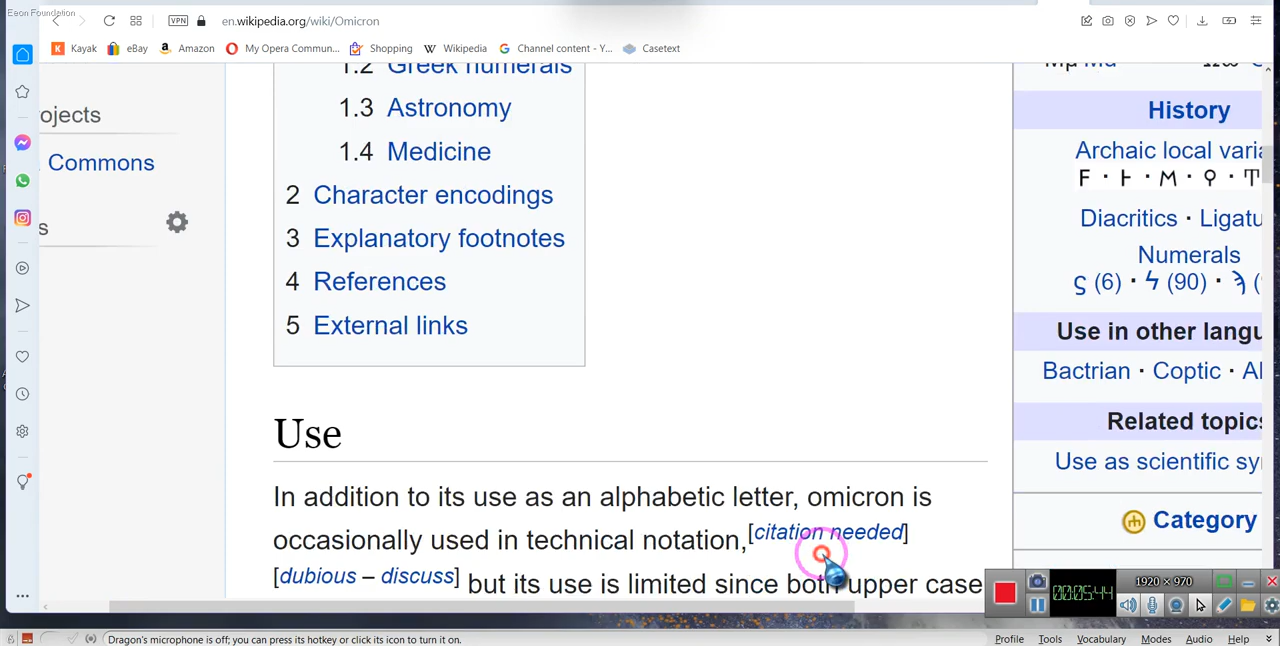 Eeon Foundation
VPN
en.wikipedia.org/wiki/Omicron
Kayak
eBay
Amazon
My Opera Commun...
Shopping
Wikipedia
Channel content - Y...
Casetext
ojects
Commons
s
1.2 Greek numerals
1.3 Astronomy
1.4 Medicine
2 Character encodings
3 Explanatory footnotes
4 References
5 External links
Use
In addition to its use as an alphabetic letter, omicron is
occasionally used in technical notation,[citation needed]
[dubious – discuss] but its use is limited since both upper case
History
Archaic local varia
Diacritics · Ligatu
Numerals
ϛ (6) · ϟ (90) · ϡ (
Use in other langu
Bactrian · Coptic · Al
Related topics
Use as scientific sy
Category
00:05:44
1920 × 970
Dragon's microphone is off; you can press its hotkey or click its icon to turn it on.
Profile Tools Vocabulary Modes Audio Help